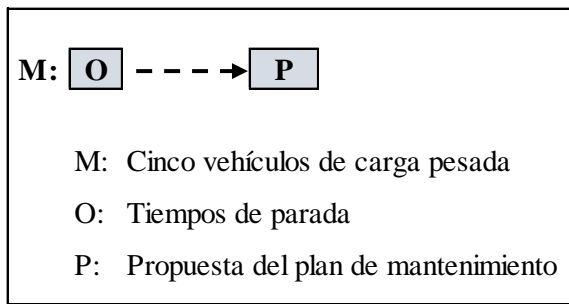 M: O P
M: Cinco vehículos de carga pesada
O: Tiempos de parada
P: Propuesta del plan de mantenimiento